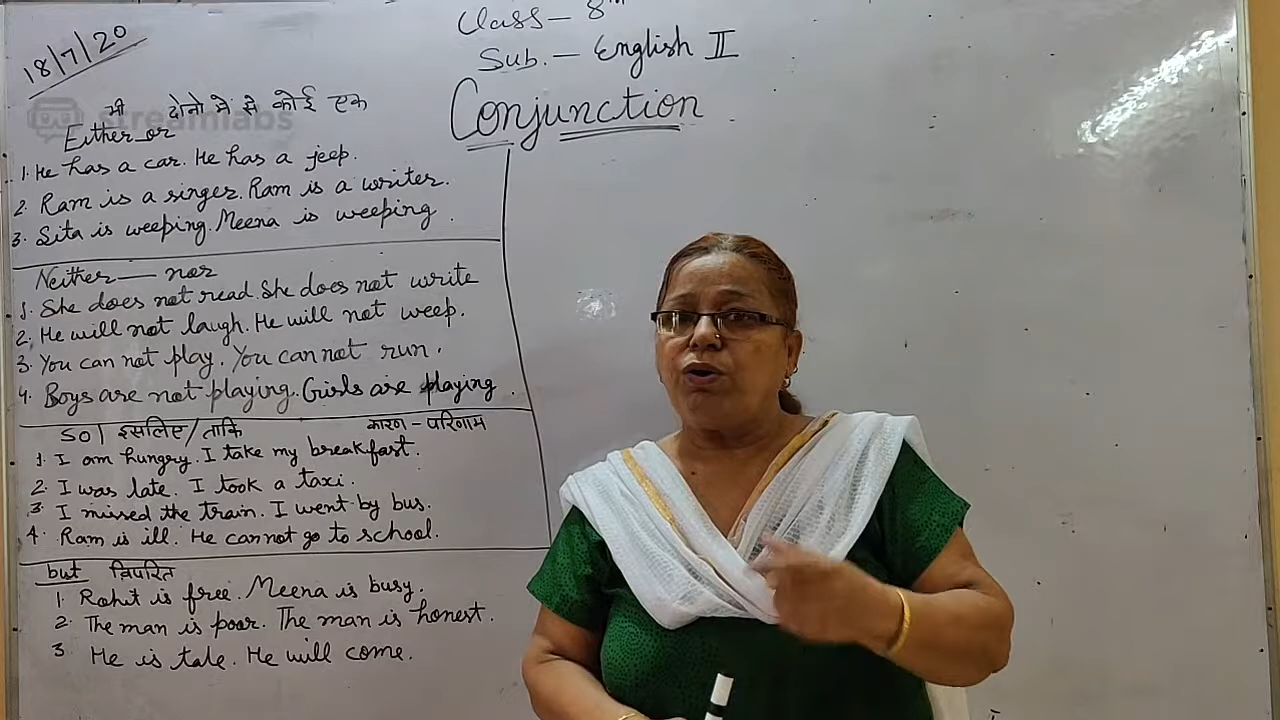 18/7/20
Class - 8th
Sub. - English II
Conjunction
भी दोनो मे से कोई एक
streamlabs
Either or
1. He has a car. He has a jeep.
2. Ram is a singer. Ram is a writer.
3. Sita is weeping. Meena is weeping.
Neither — nor
1. She does not read. She does not write
2. He will not laugh. He will not weep.
3. You can not play. You can not run.
4. Boys are not playing. Girls are playing.
So | इसलिए/ताकि कारण - परिणाम
1. I am hungry. I take my breakfast.
2. I was late. I took a taxi.
3 I missed the train. I went by bus.
4. Ram is ill. He cannot go to school.
but विपरित
1. Rohit is free. Meena is busy.
2. The man is poor. The man is honest.
3 He is tale. He will come.